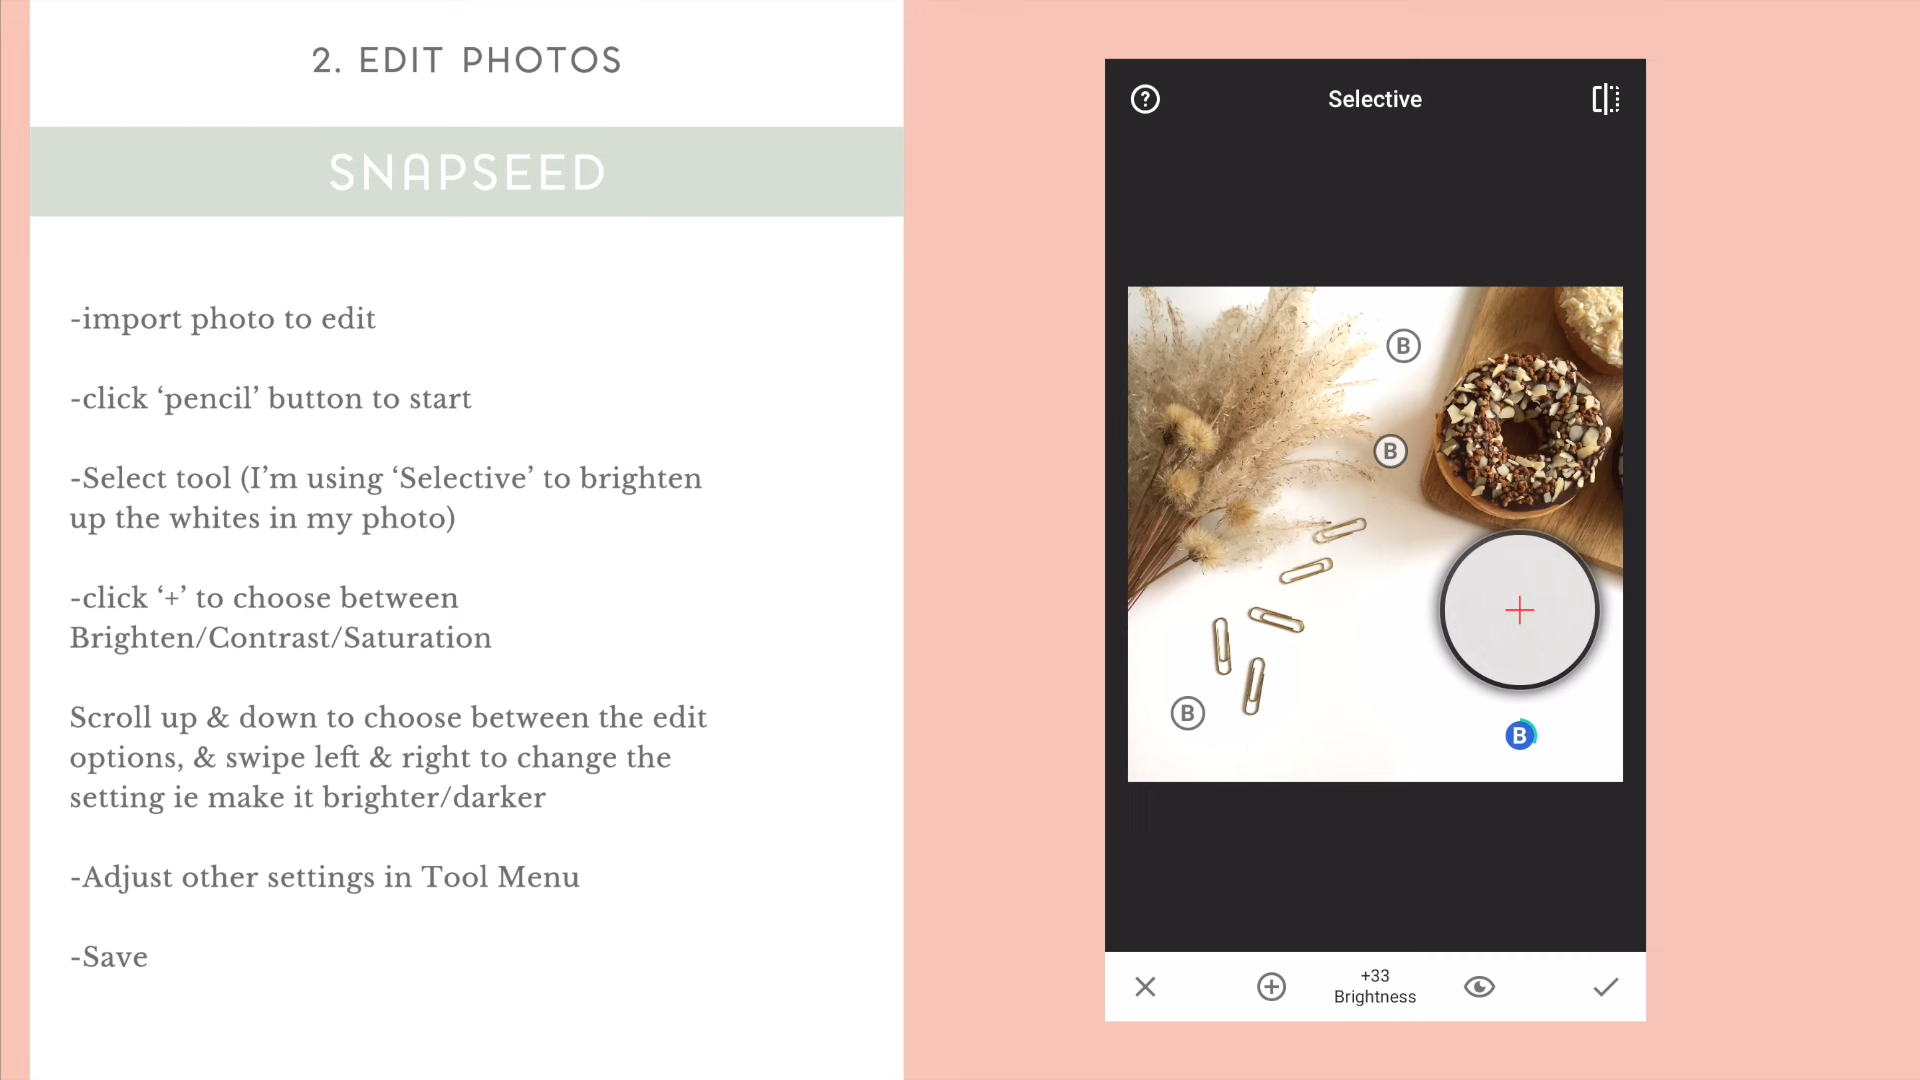 2. EDIT PHOTOS
SNAPSEED
-import photo to edit
-click ‘pencil’ button to start
-Select tool (I’m using ‘Selective’ to brighten
up the whites in my photo)
-click ‘+’ to choose between
Brighten/Contrast/Saturation
Scroll up & down to choose between the edit
options, & swipe left & right to change the
setting ie make it brighter/darker
-Adjust other settings in Tool Menu
-Save
?
Selective
B
B
B
B
+33
Brightness